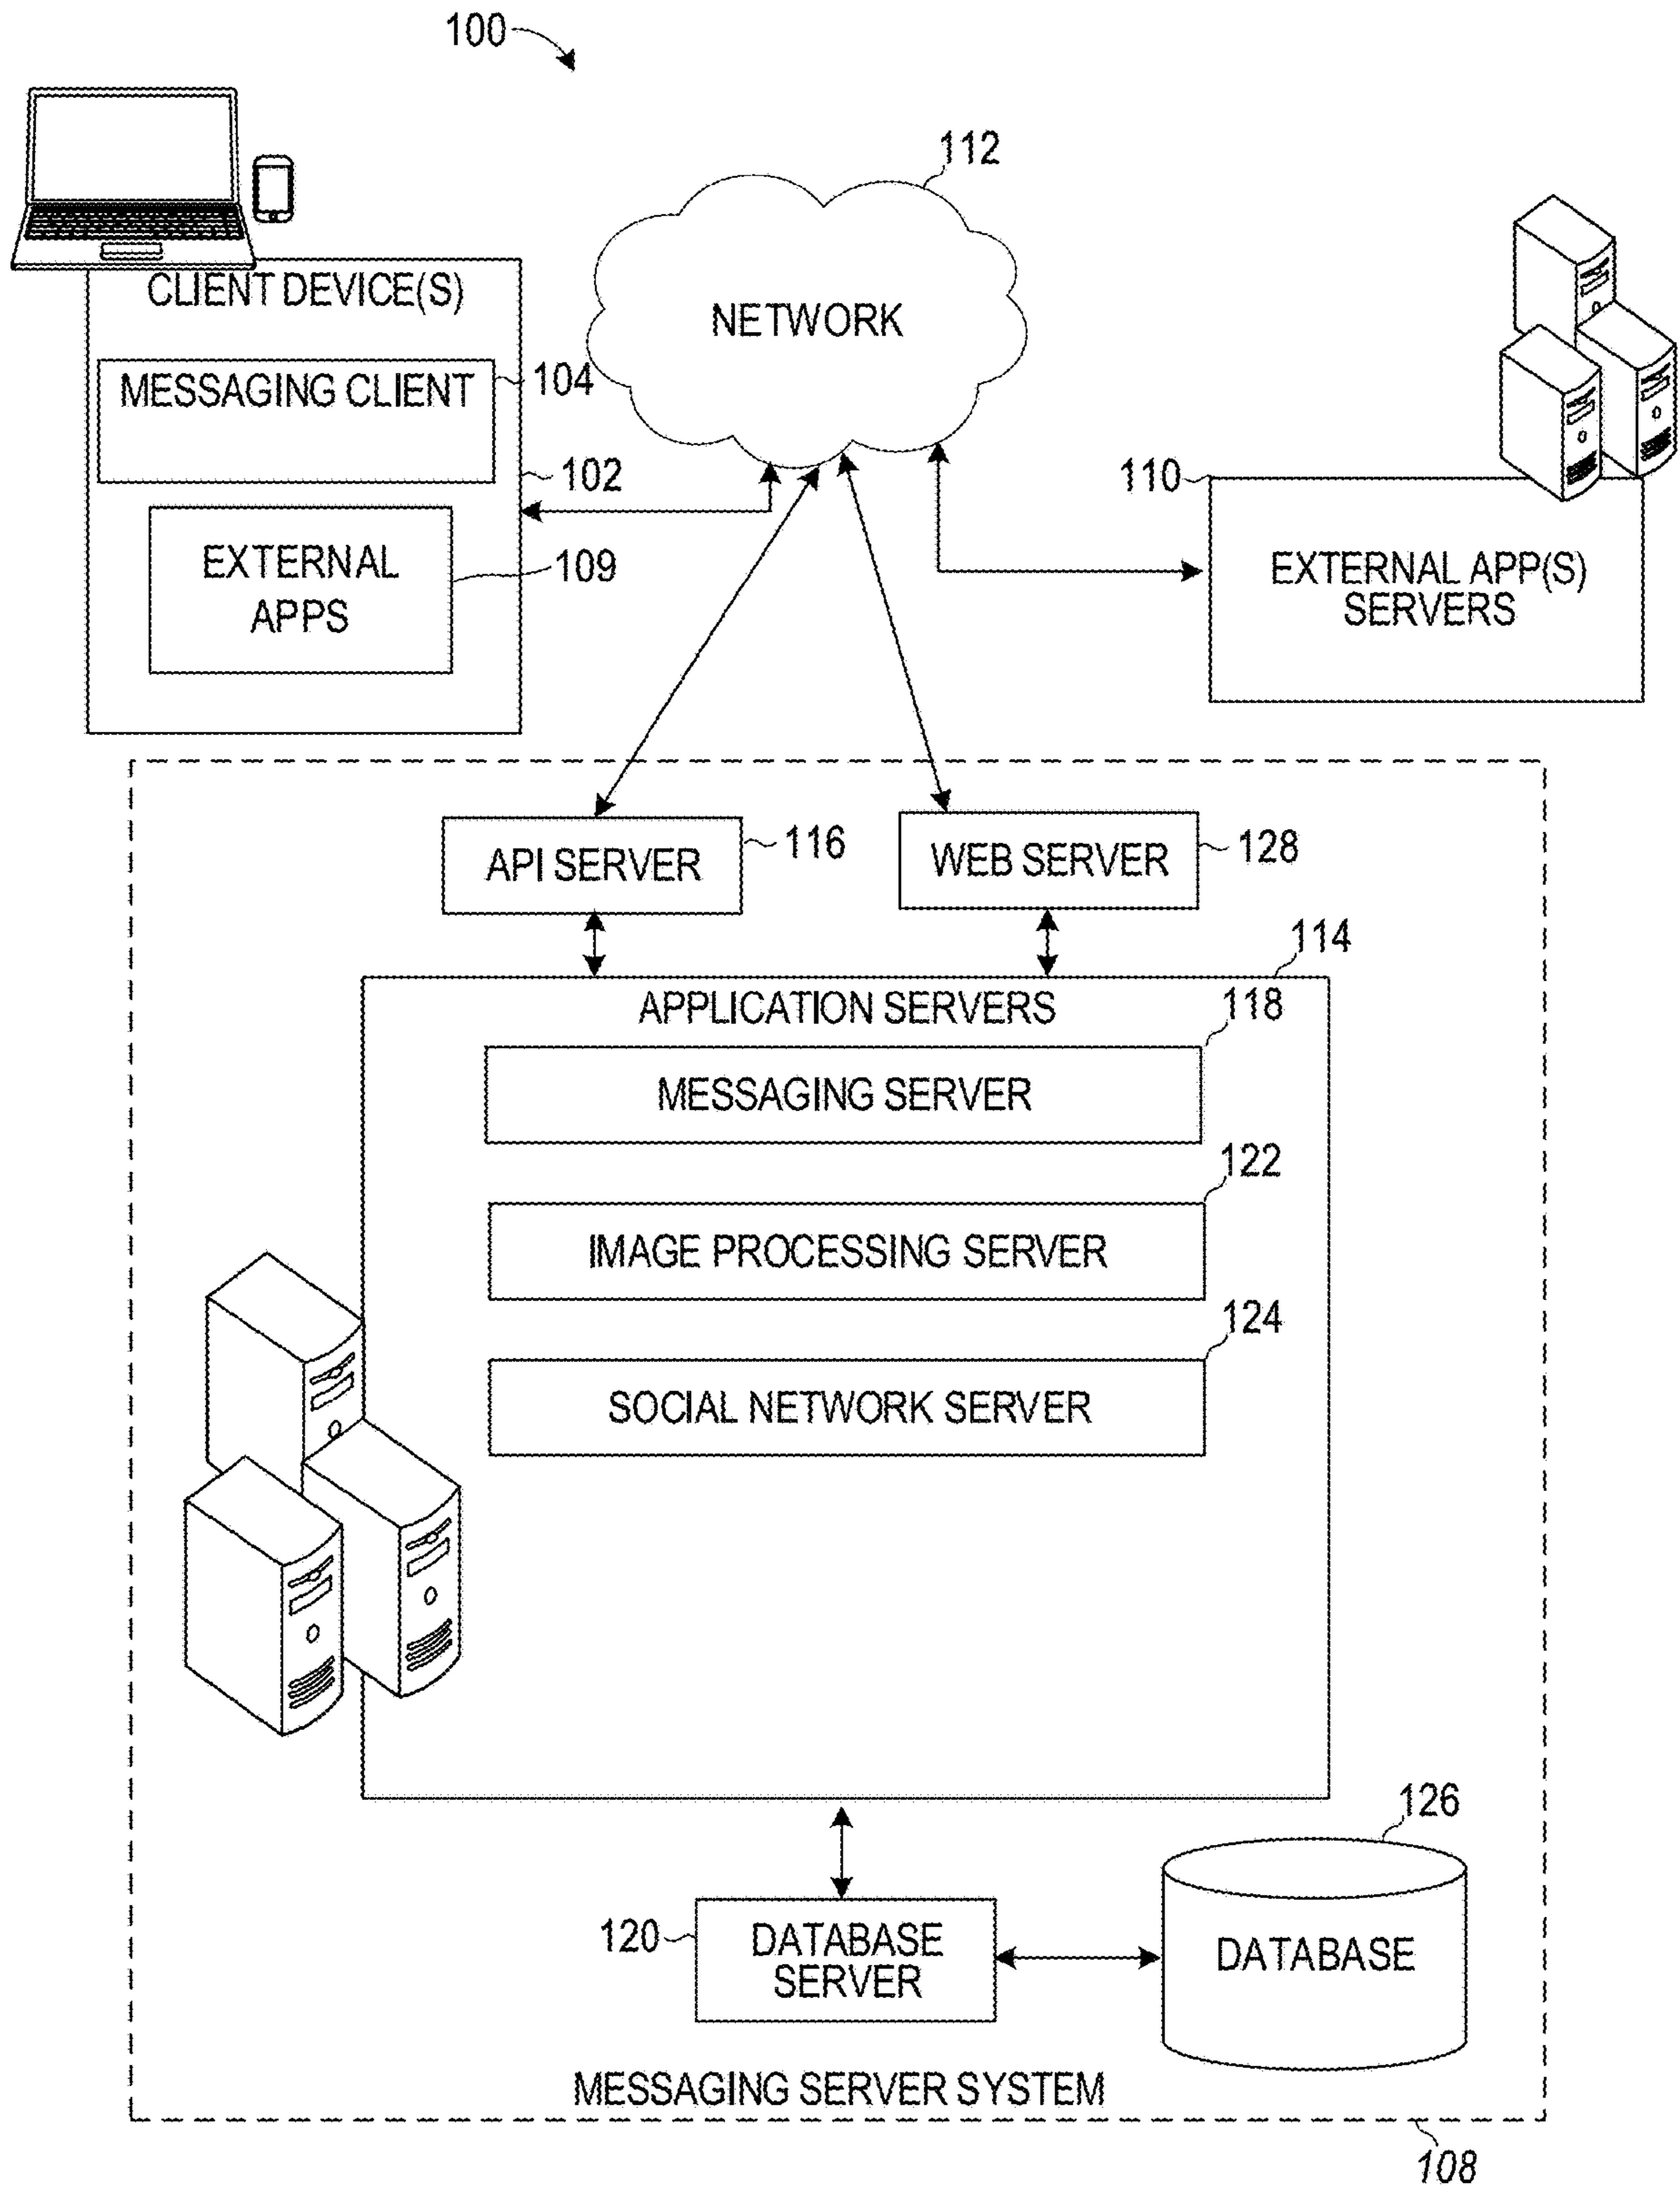 100
112
CLIENT DEVICE(S)
NETWORK
MESSAGING CLIENT
104
102
110
EXTERNAL
APPS
109
EXTERNAL APP(S)
SERVERS
API SERVER
116
WEB SERVER
128
114
APPLICATION SERVERS
118
MESSAGING SERVER
122
IMAGE PROCESSING SERVER
124
SOCIAL NETWORK SERVER
126
120
DATABASE
SERVER
DATABASE
MESSAGING SERVER SYSTEM
108